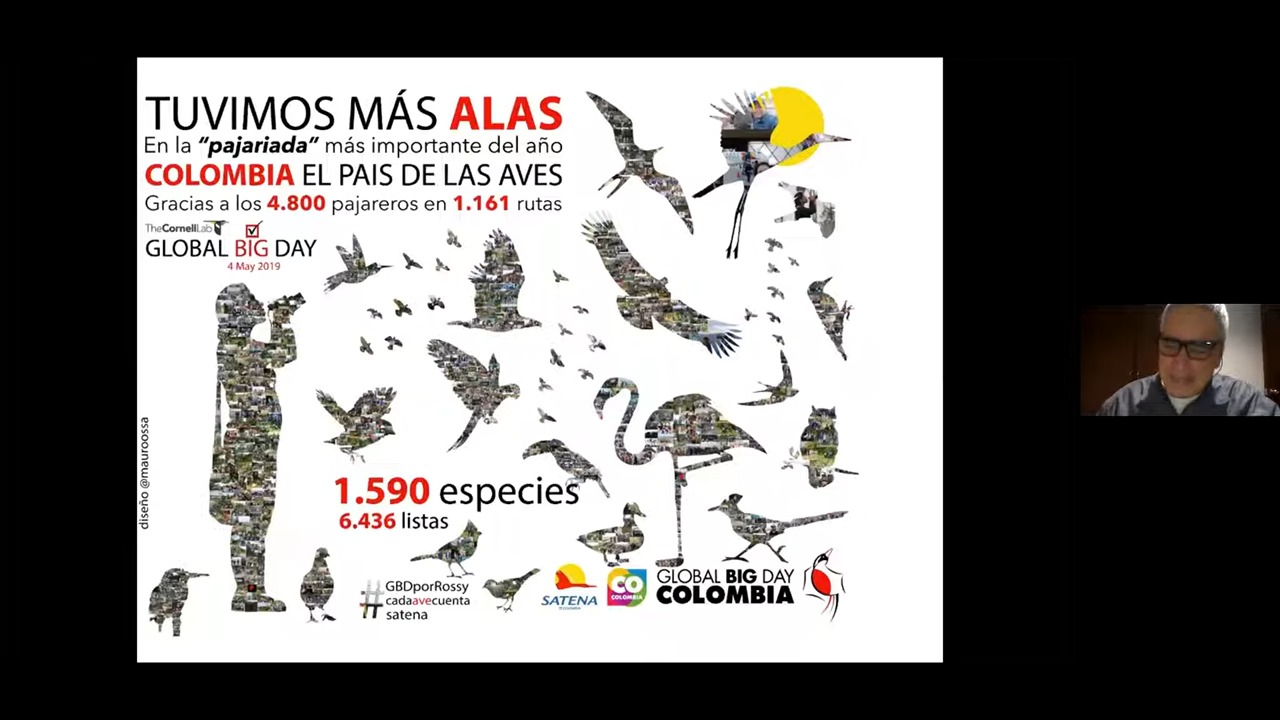 TUVIMOS MÁS ALAS
En la "pajariada" más importante del año
COLOMBIA EL PAIS DE LAS AVES
Gracias a los 4.800 pajareros en 1.161 rutas
TheCornellLab
GLOBAL BIG DAY
4 May 2019
diseño @mauroossa
1.590 especies
6.436 listas
#
GBDporRossy
cadaavecuenta
satena
SATENA
CO
COLOMBIA
GLOBAL BIG DAY
COLOMBIA